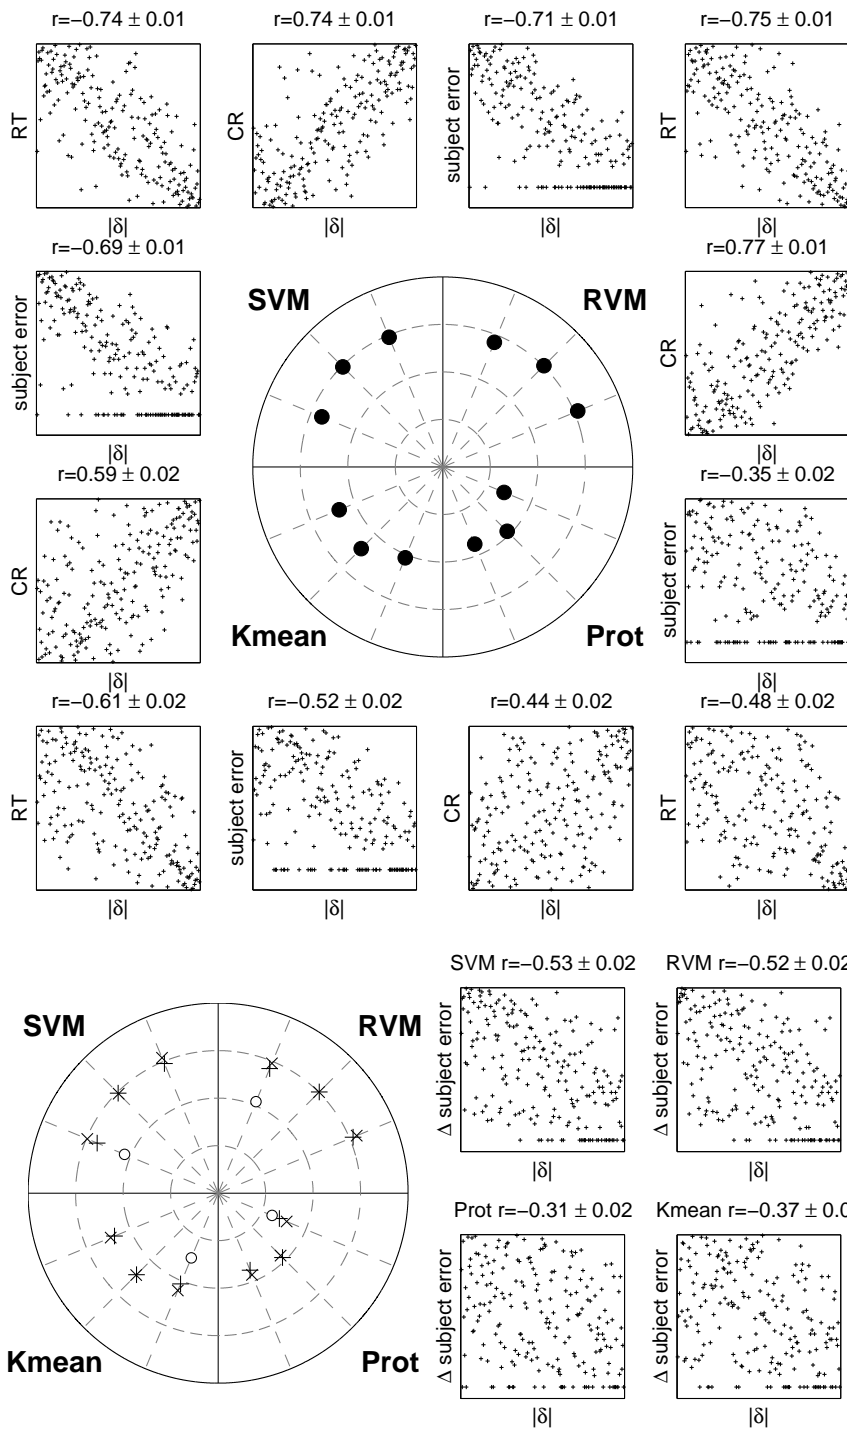 r=−0.74 ± 0.01
r=0.74 ± 0.01
r=−0.71 ± 0.01
r=−0.75 ± 0.01
RT
CR
subject error
RT
|δ|
|δ|
|δ|
|δ|
r=−0.69 ± 0.01
r=0.77 ± 0.01
SVM
RVM
subject error
CR
|δ|
|δ|
r=0.59 ± 0.02
r=−0.35 ± 0.02
CR
subject error
Kmean
Prot
|δ|
|δ|
r=−0.61 ± 0.02
r=−0.52 ± 0.02
r=0.44 ± 0.02
r=−0.48 ± 0.02
RT
subject error
CR
RT
|δ|
|δ|
|δ|
|δ|
SVM r=−0.53 ± 0.02
RVM r=−0.52 ± 0.02
SVM
RVM
Δ subject error
Δ subject error
|δ|
|δ|
Prot r=−0.31 ± 0.02
Kmean r=−0.37 ± 0.0
Δ subject error
Δ subject error
Kmean
Prot
|δ|
|δ|